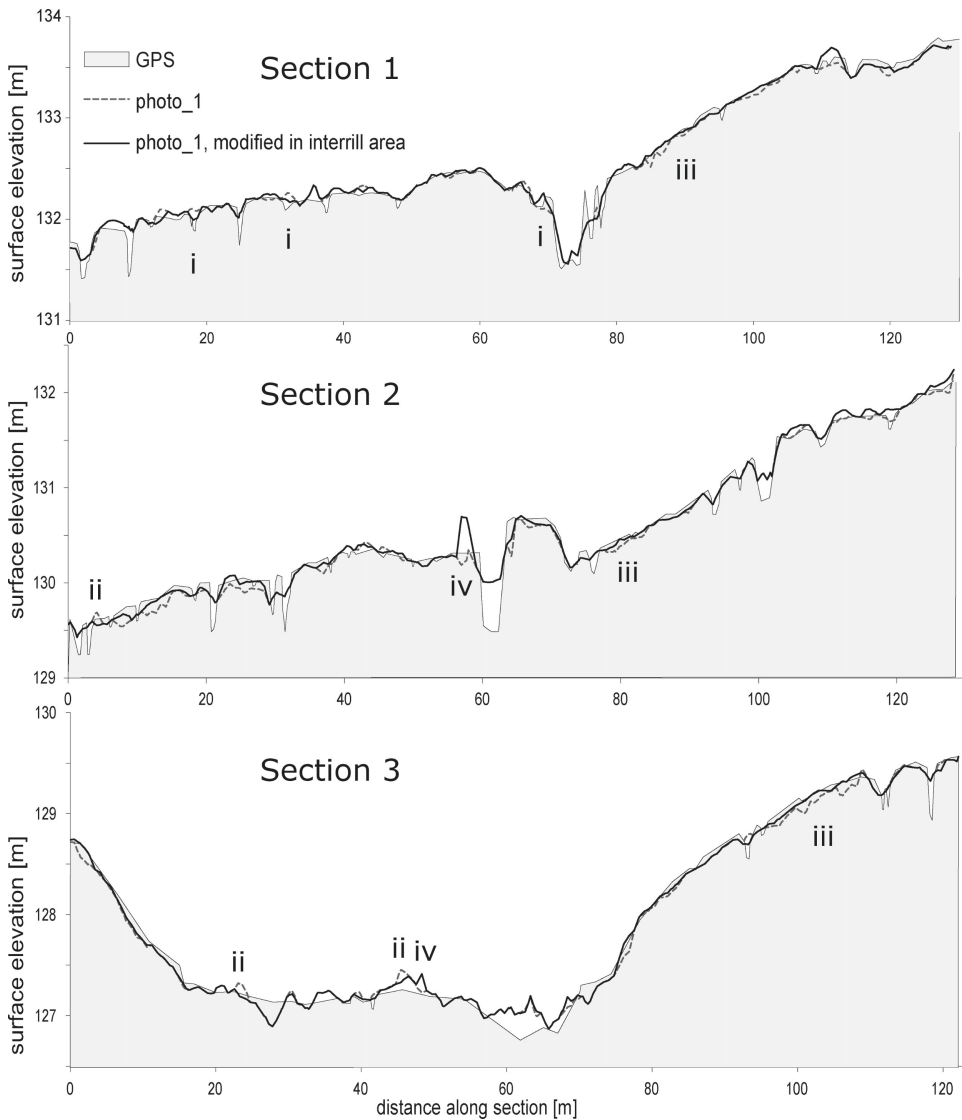 134
133
132
131
surface elevation [m]
GPS
photo_1
photo_1, modified in interrill area
Section 1
i
i
i
iii
0
20
40
60
80
100
120
132
131
130
129
surface elevation [m]
Section 2
ii
iv
iii
0
20
40
60
80
100
120
130
129
128
127
surface elevation [m]
Section 3
ii
ii
iv
iii
0
20
40
60
80
100
120
distance along section [m]